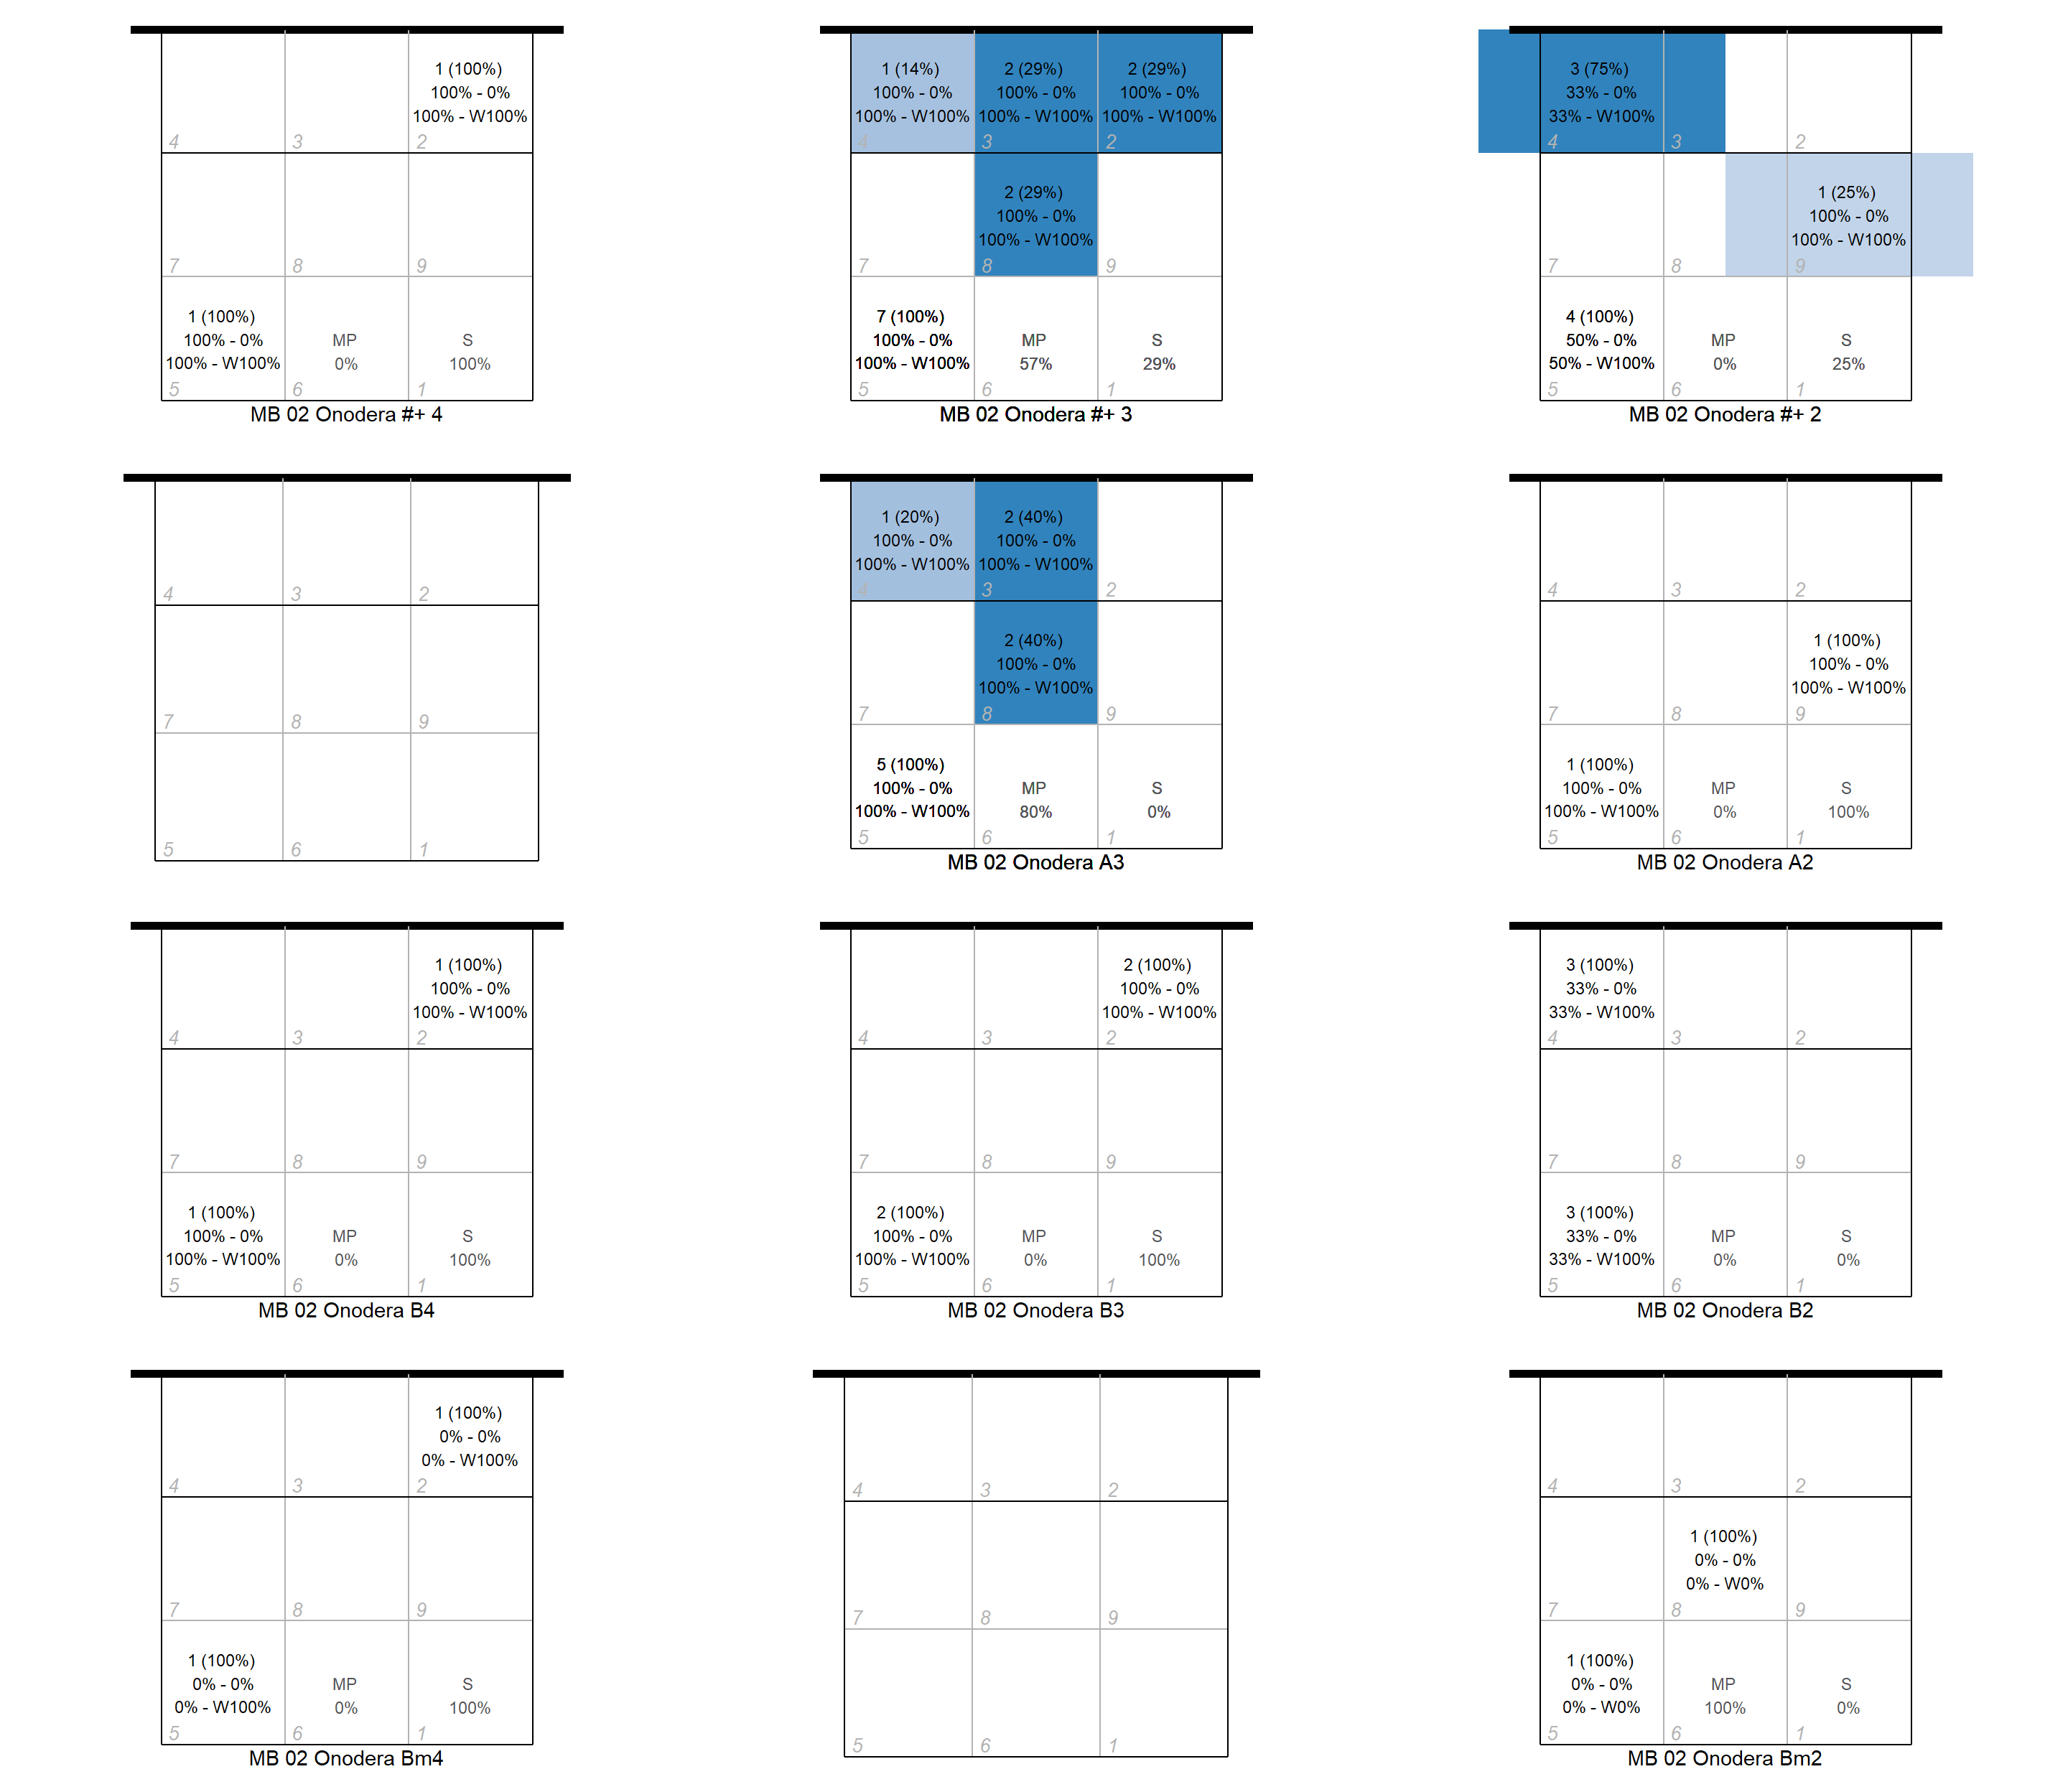 1 (100%)
100% - 0%
100% - W100%
4
3
2
7
8
9
1 (100%)
100% - 0%
100% - W100%
MP
0%
S
100%
5
6
1
MB 02 Onodera #+ 4
1 (14%)
100% - 0%
100% - W100%
2 (29%)
100% - 0%
100% - W100%
2 (29%)
100% - 0%
100% - W100%
4
3
2
2 (29%)
100% - 0%
100% - W100%
7
8
9
7 (100%)
100% - 0%
100% - W100%
MP
57%
S
29%
5
6
1
MB 02 Onodera #+ 3
3 (75%)
33% - 0%
33% - W100%
4
3
2
1 (25%)
100% - 0%
100% - W100%
7
8
9
4 (100%)
50% - 0%
50% - W100%
MP
0%
S
25%
5
6
1
MB 02 Onodera #+ 2
4
3
2
7
8
9
5
6
1
1 (20%)
100% - 0%
100% - W100%
2 (40%)
100% - 0%
100% - W100%
4
3
2
2 (40%)
100% - 0%
100% - W100%
7
8
9
5 (100%)
100% - 0%
100% - W100%
MP
80%
S
0%
5
6
1
MB 02 Onodera A3
4
3
2
1 (100%)
100% - 0%
100% - W100%
7
8
9
1 (100%)
100% - 0%
100% - W100%
MP
0%
S
100%
5
6
1
MB 02 Onodera A2
1 (100%)
100% - 0%
100% - W100%
4
3
2
7
8
9
1 (100%)
100% - 0%
100% - W100%
MP
0%
S
100%
5
6
1
MB 02 Onodera B4
2 (100%)
100% - 0%
100% - W100%
4
3
2
7
8
9
2 (100%)
100% - 0%
100% - W100%
MP
0%
S
100%
5
6
1
MB 02 Onodera B3
3 (100%)
33% - 0%
33% - W100%
4
3
2
7
8
9
3 (100%)
33% - 0%
33% - W100%
MP
0%
S
0%
5
6
1
MB 02 Onodera B2
1 (100%)
0% - 0%
0% - W100%
4
3
2
7
8
9
1 (100%)
0% - 0%
0% - W100%
MP
0%
S
100%
5
6
1
MB 02 Onodera Bm4
4
3
2
7
8
9
5
6
1
4
3
2
1 (100%)
0% - 0%
0% - W0%
7
8
9
1 (100%)
0% - 0%
0% - W0%
MP
100%
S
0%
5
6
1
MB 02 Onodera Bm2